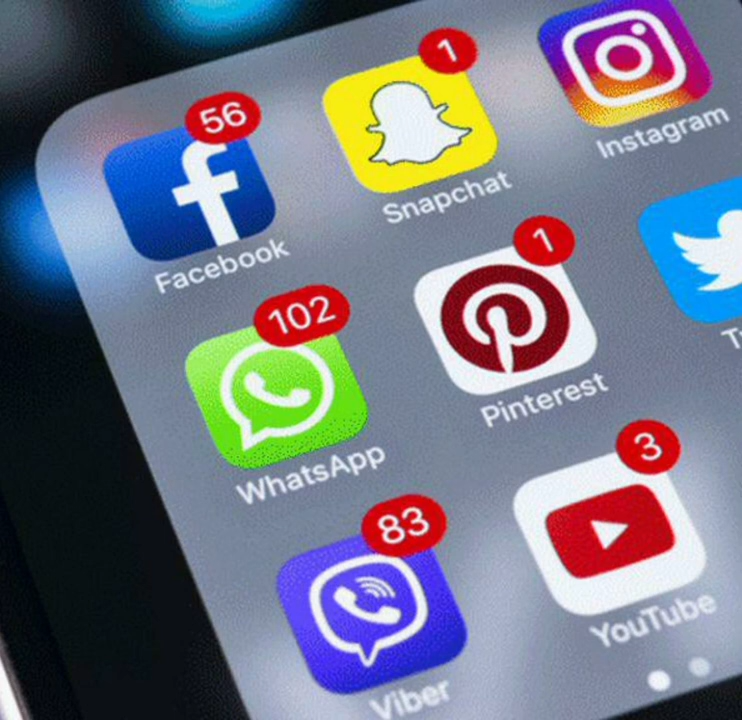 56
1
Facebook
Snapchat
Instagram
102
1
WhatsApp
Pinterest
83
3
Viber
YouTube